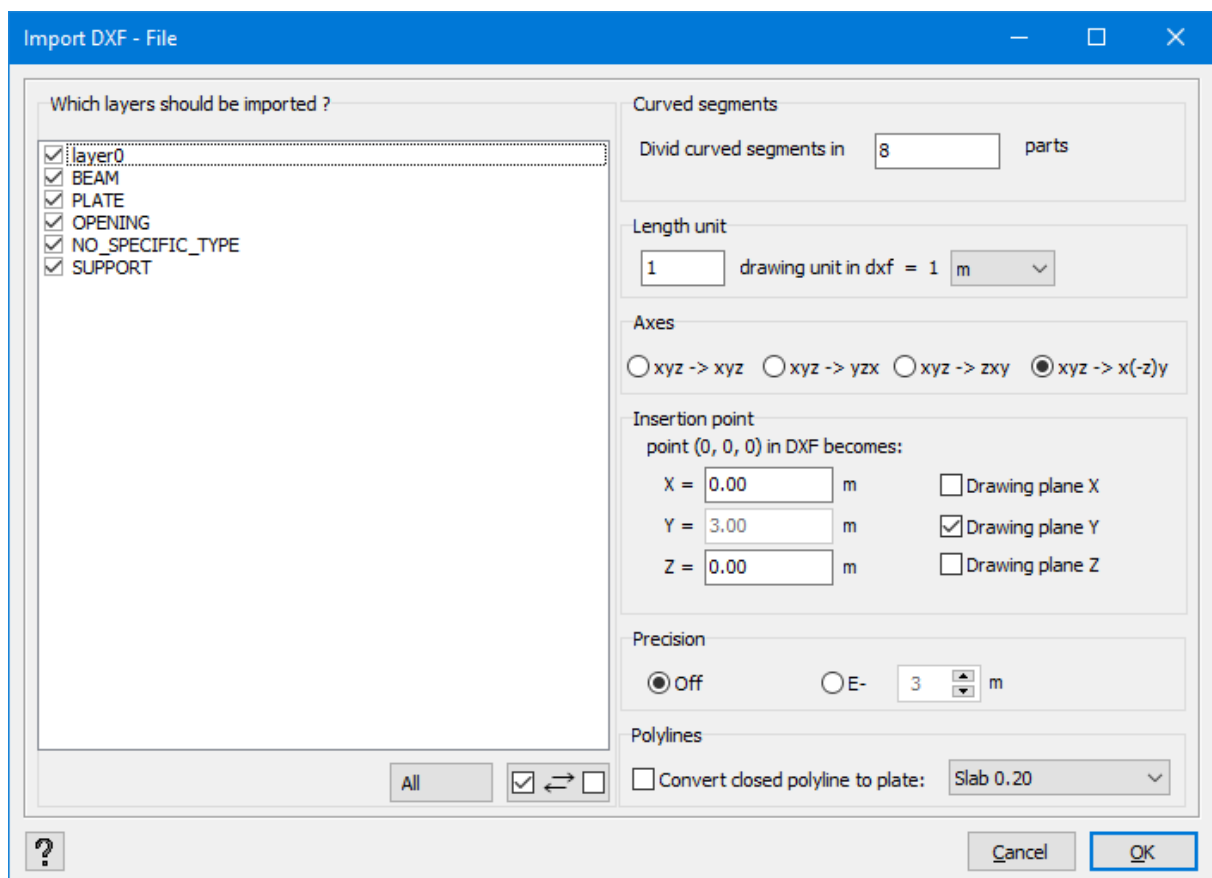 Import DXF - File
Which layers should be imported ?
layer0
BEAM
PLATE
OPENING
NO_SPECIFIC_TYPE
SUPPORT
All
Curved segments
Divid curved segments in 8 parts
Length unit
1 drawing unit in dxf = 1 m
Axes
xyz -> xyz xyz -> yzx xyz -> zxy xyz -> x(-z)y
Insertion point
point (0, 0, 0) in DXF becomes:
X = 0.00 m Drawing plane X
Y = 3.00 m Drawing plane Y
Z = 0.00 m Drawing plane Z
Precision
Off E- 3 m
Polylines
Convert closed polyline to plate: Slab 0.20
? Cancel OK